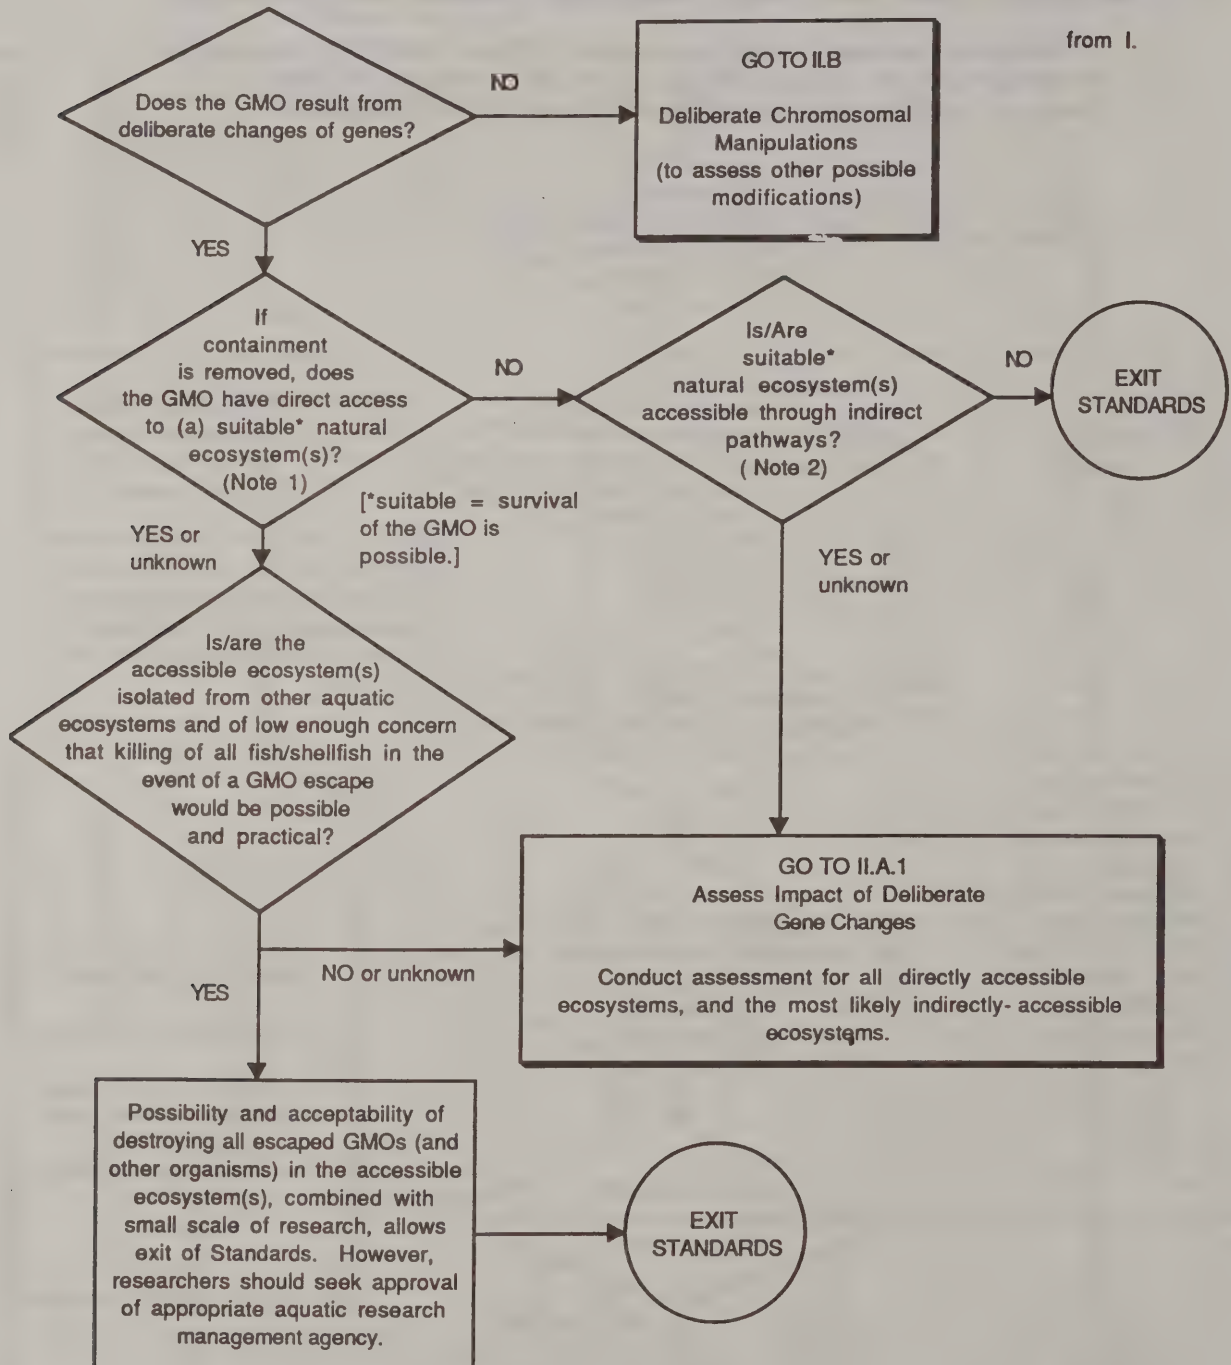 from I.
Does the GMO result from
deliberate changes of genes?
NO
GO TO II.B
Deliberate Chromosomal
Manipulations
(to assess other possible
modifications)
YES
If
containment
is removed, does
the GMO have direct access
to (a) suitable* natural
ecosystem(s)?
(Note 1)
NO
Is/Are
suitable*
natural ecosystem(s)
accessible through indirect
pathways?
( Note 2)
NO
EXIT
STANDARDS
[*suitable = survival
of the GMO is
possible.]
YES or
unknown
YES or
unknown
Is/are the
accessible ecosystem(s)
isolated from other aquatic
ecosystems and of low enough concern
that killing of all fish/shellfish in the
event of a GMO escape
would be possible
and practical?
NO or unknown
GO TO II.A.1
Assess Impact of Deliberate
Gene Changes
Conduct assessment for all directly accessible
ecosystems, and the most likely indirectly- accessible
ecosystems.
YES
Possibility and acceptability of
destroying all escaped GMOs (and
other organisms) in the accessible
ecosystem(s), combined with
small scale of research, allows
exit of Standards. However,
researchers should seek approval
of appropriate aquatic research
management agency.
EXIT
STANDARDS